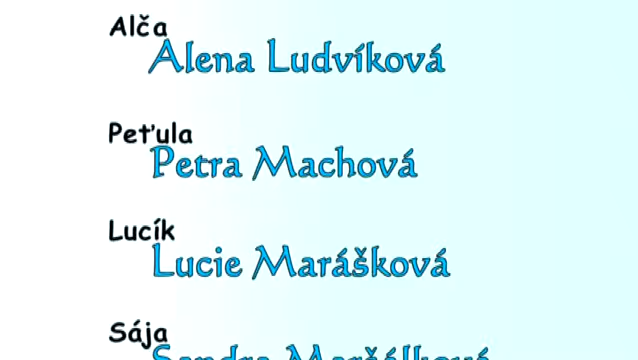 Alča
Alena Ludvíková
Peťula
Petra Machová
Lucík
Lucie Marášková
Sája